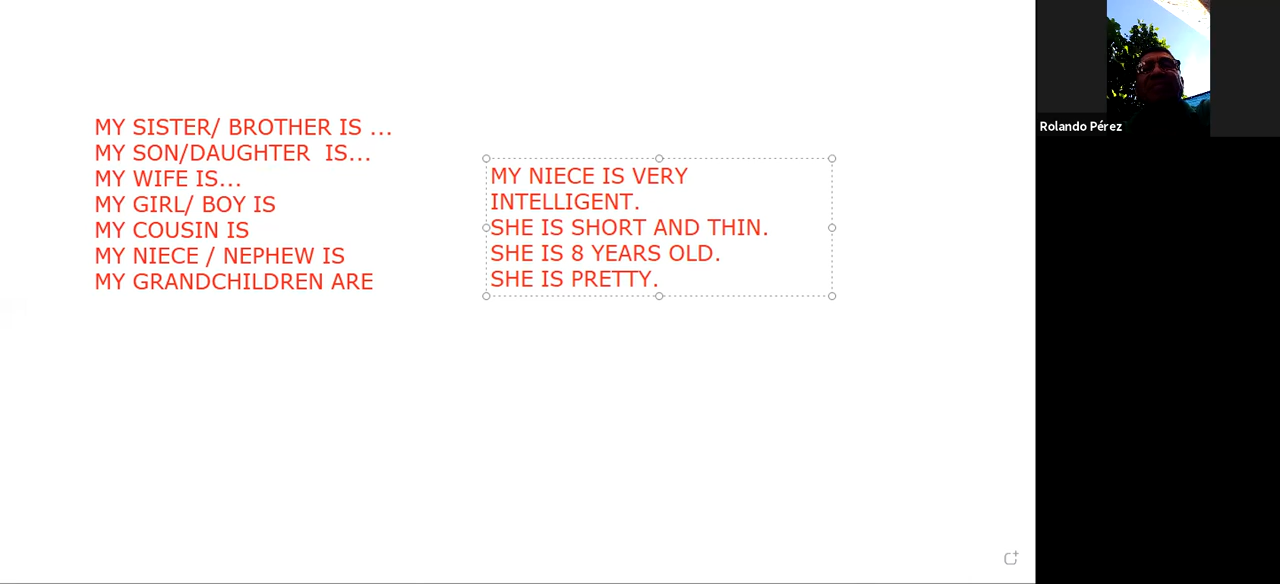 MY SISTER/ BROTHER IS ...
MY SON/DAUGHTER  IS...
MY WIFE IS...
MY GIRL/ BOY IS
MY COUSIN IS
MY NIECE / NEPHEW IS
MY GRANDCHILDREN ARE
MY NIECE IS VERY
INTELLIGENT.
SHE IS SHORT AND THIN.
SHE IS 8 YEARS OLD.
SHE IS PRETTY.
Rolando Pérez